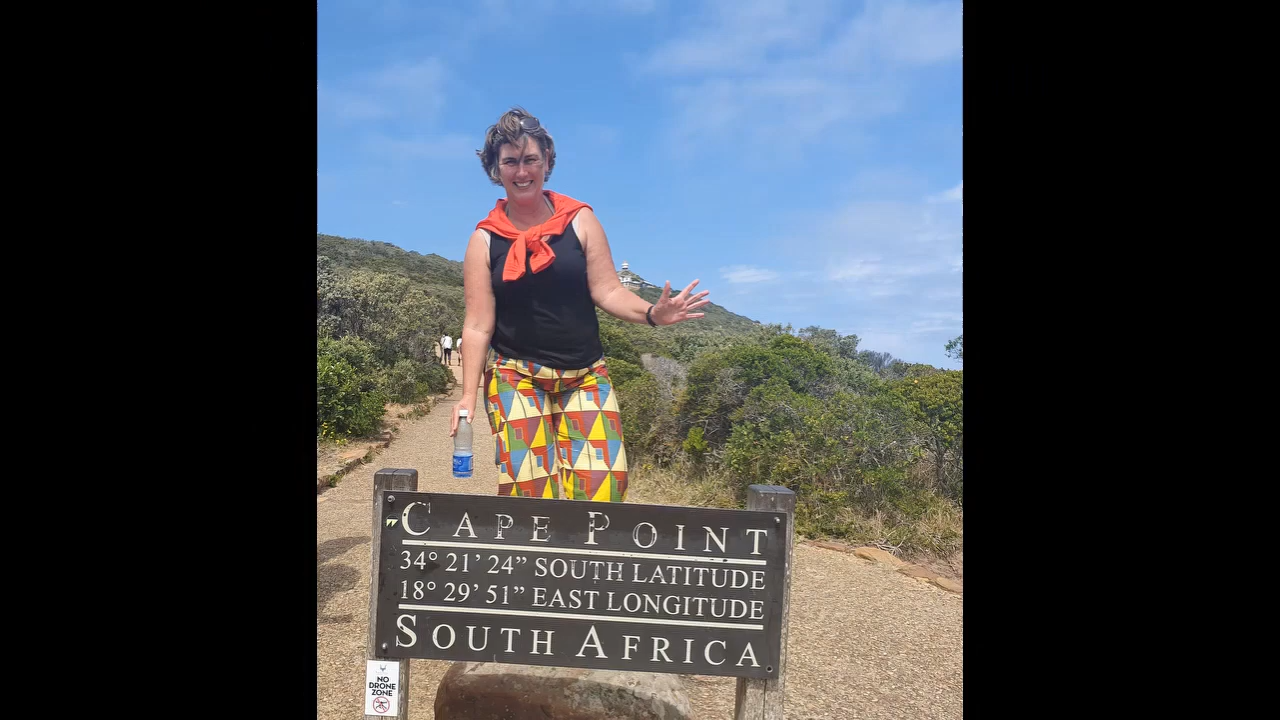 CAPE POINT
34° 21' 24" SOUTH LATITUDE
18° 29' 51" EAST LONGITUDE
SOUTH AFRICA
NO
DRONE
ZONE